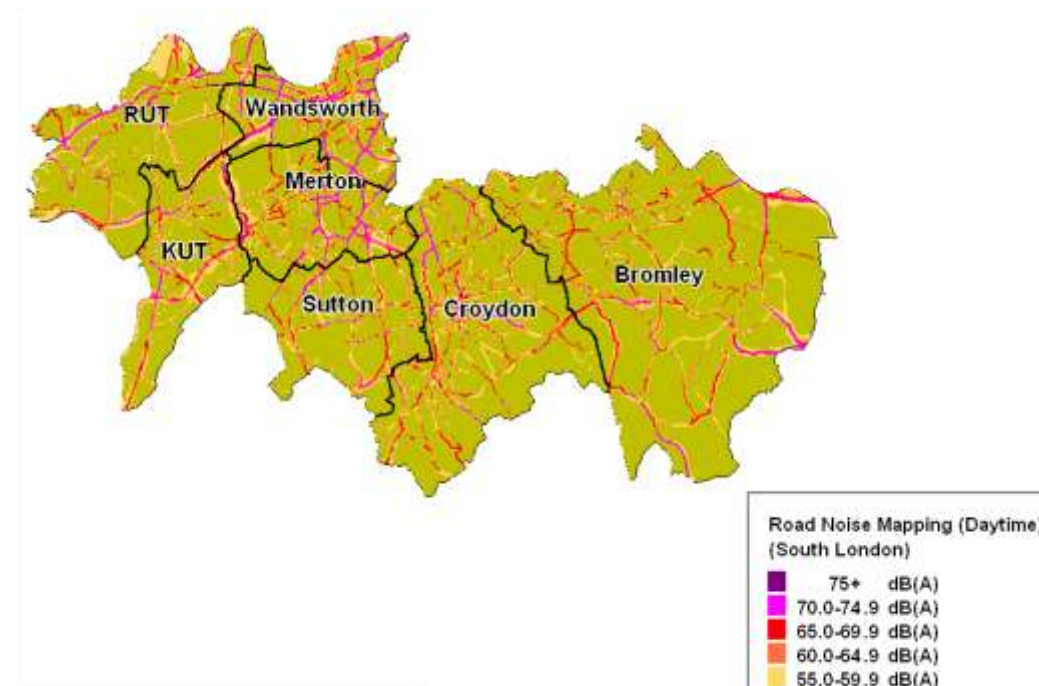 RUT
Wandsworth
Merton
KUT
Sutton
Croydon
Bromley
Road Noise Mapping (Daytime)
(South London)
75+ dB(A)
70.0-74.9 dB(A)
65.0-69.9 dB(A)
60.0-64.9 dB(A)
55.0-59.9 dB(A)